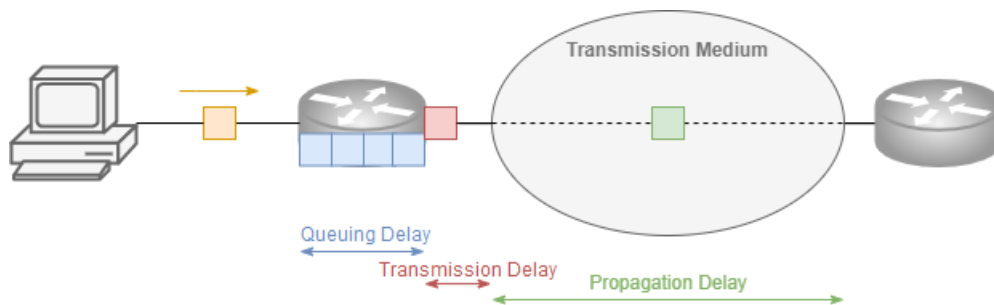 Transmission Medium
Queuing Delay
Transmission Delay
Propagation Delay